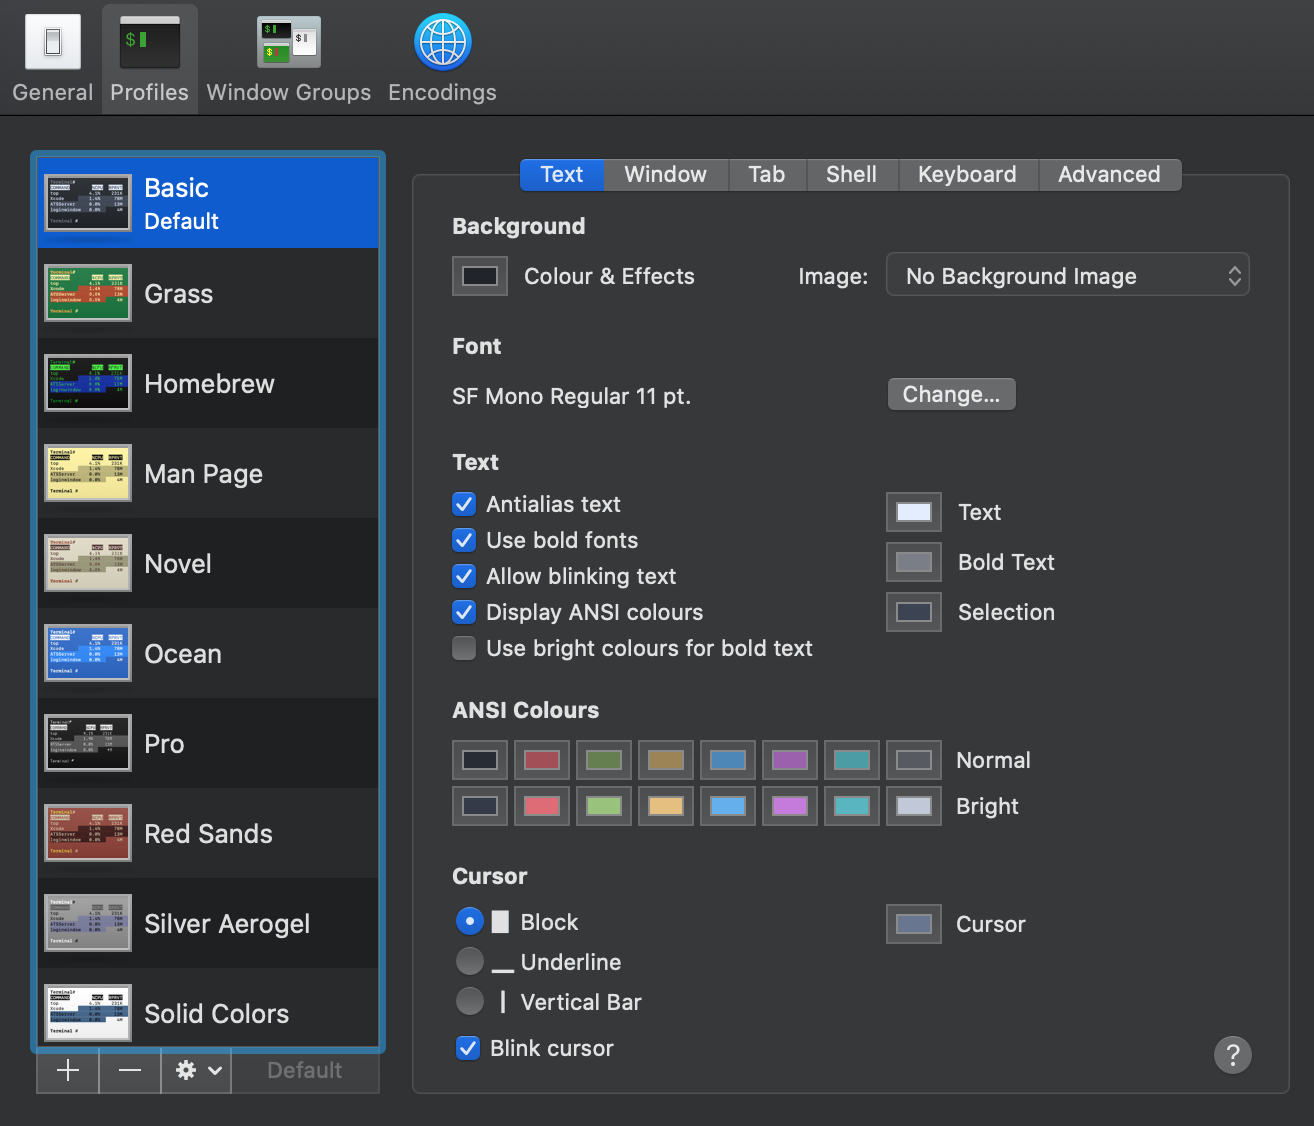 General
Profiles
Window Groups
Encodings
Basic
Default
Grass
Homebrew
Man Page
Novel
Ocean
Pro
Red Sands
Silver Aerogel
Solid Colors
Default
Text
Window
Tab
Shell
Keyboard
Advanced
Background
Colour & Effects
Image:
No Background Image
Font
SF Mono Regular 11 pt.
Change...
Text
Antialias text
Use bold fonts
Allow blinking text
Display ANSI colours
Use bright colours for bold text
Text
Bold Text
Selection
ANSI Colours
Normal
Bright
Cursor
Block
Underline
Vertical Bar
Blink cursor
Cursor
?